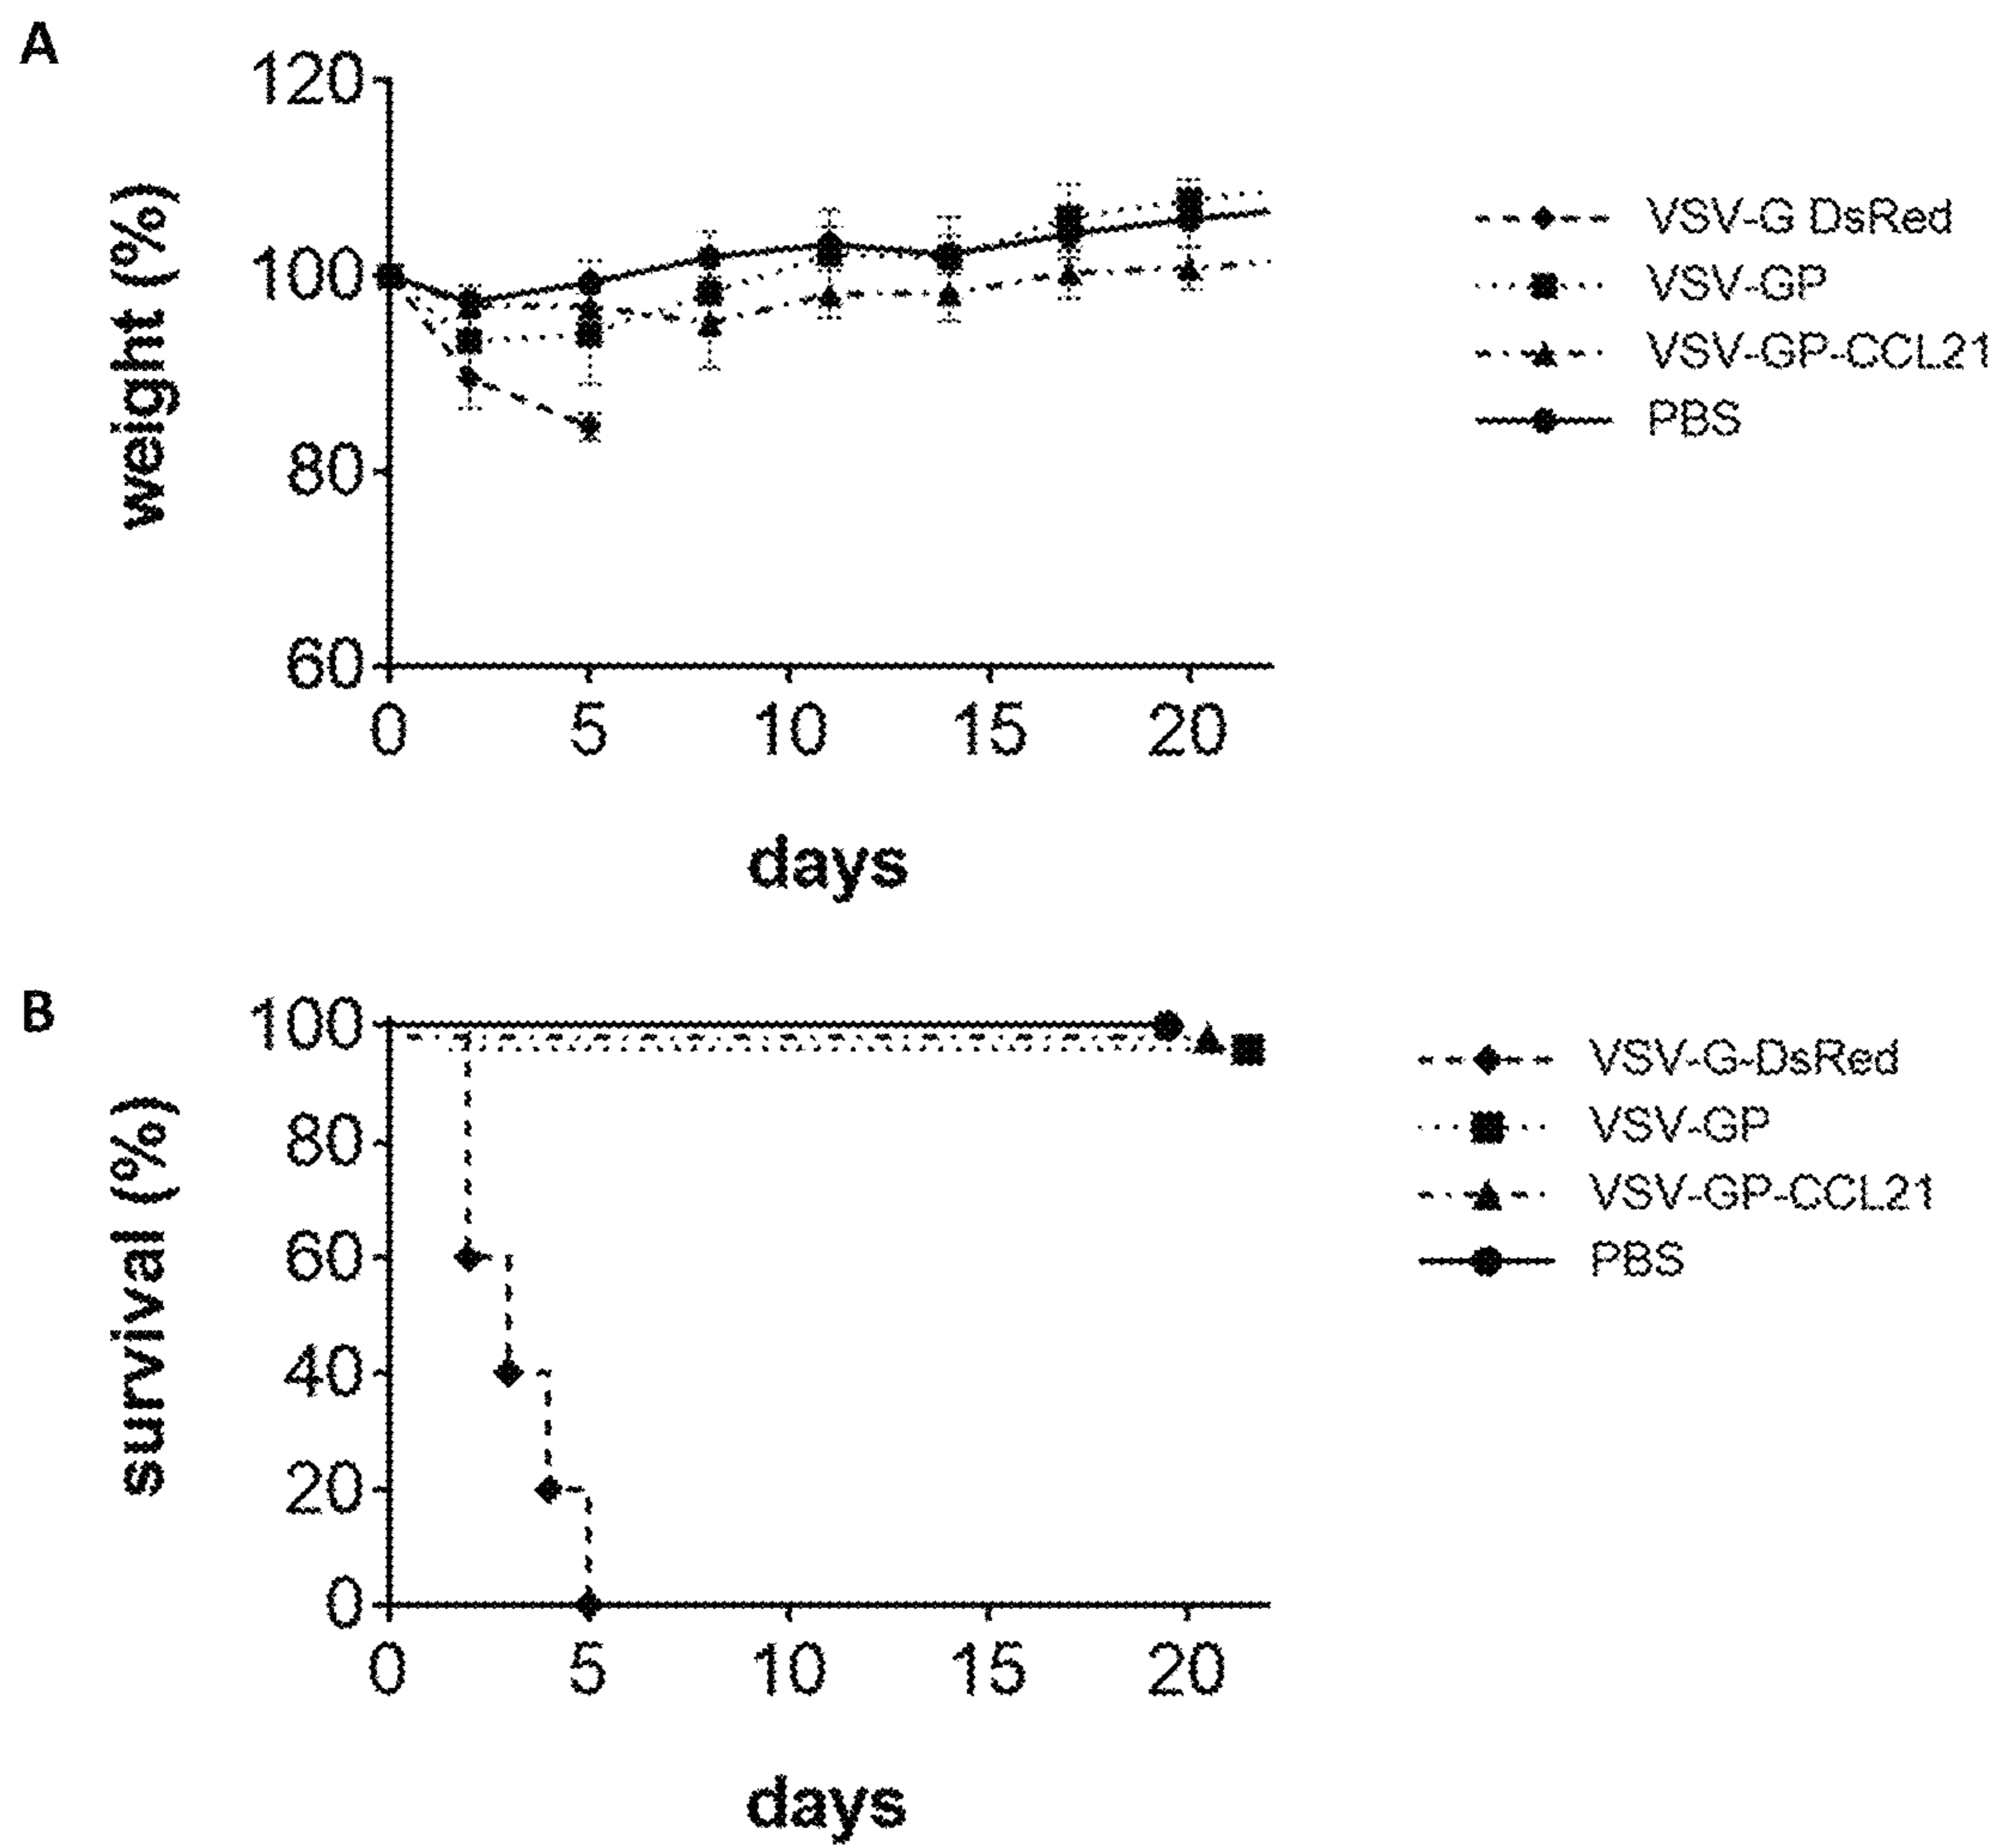 A
120
100
80
60
weight (%)
0 5 10 15 20
days
VSV-G DsRed
VSV-GP
VSV-GP-CCL21
PBS
B
100
80
60
40
20
0
survival (%)
0 5 10 15 20
days
VSV-G-DsRed
VSV-GP
VSV-GP-CCL21
PBS